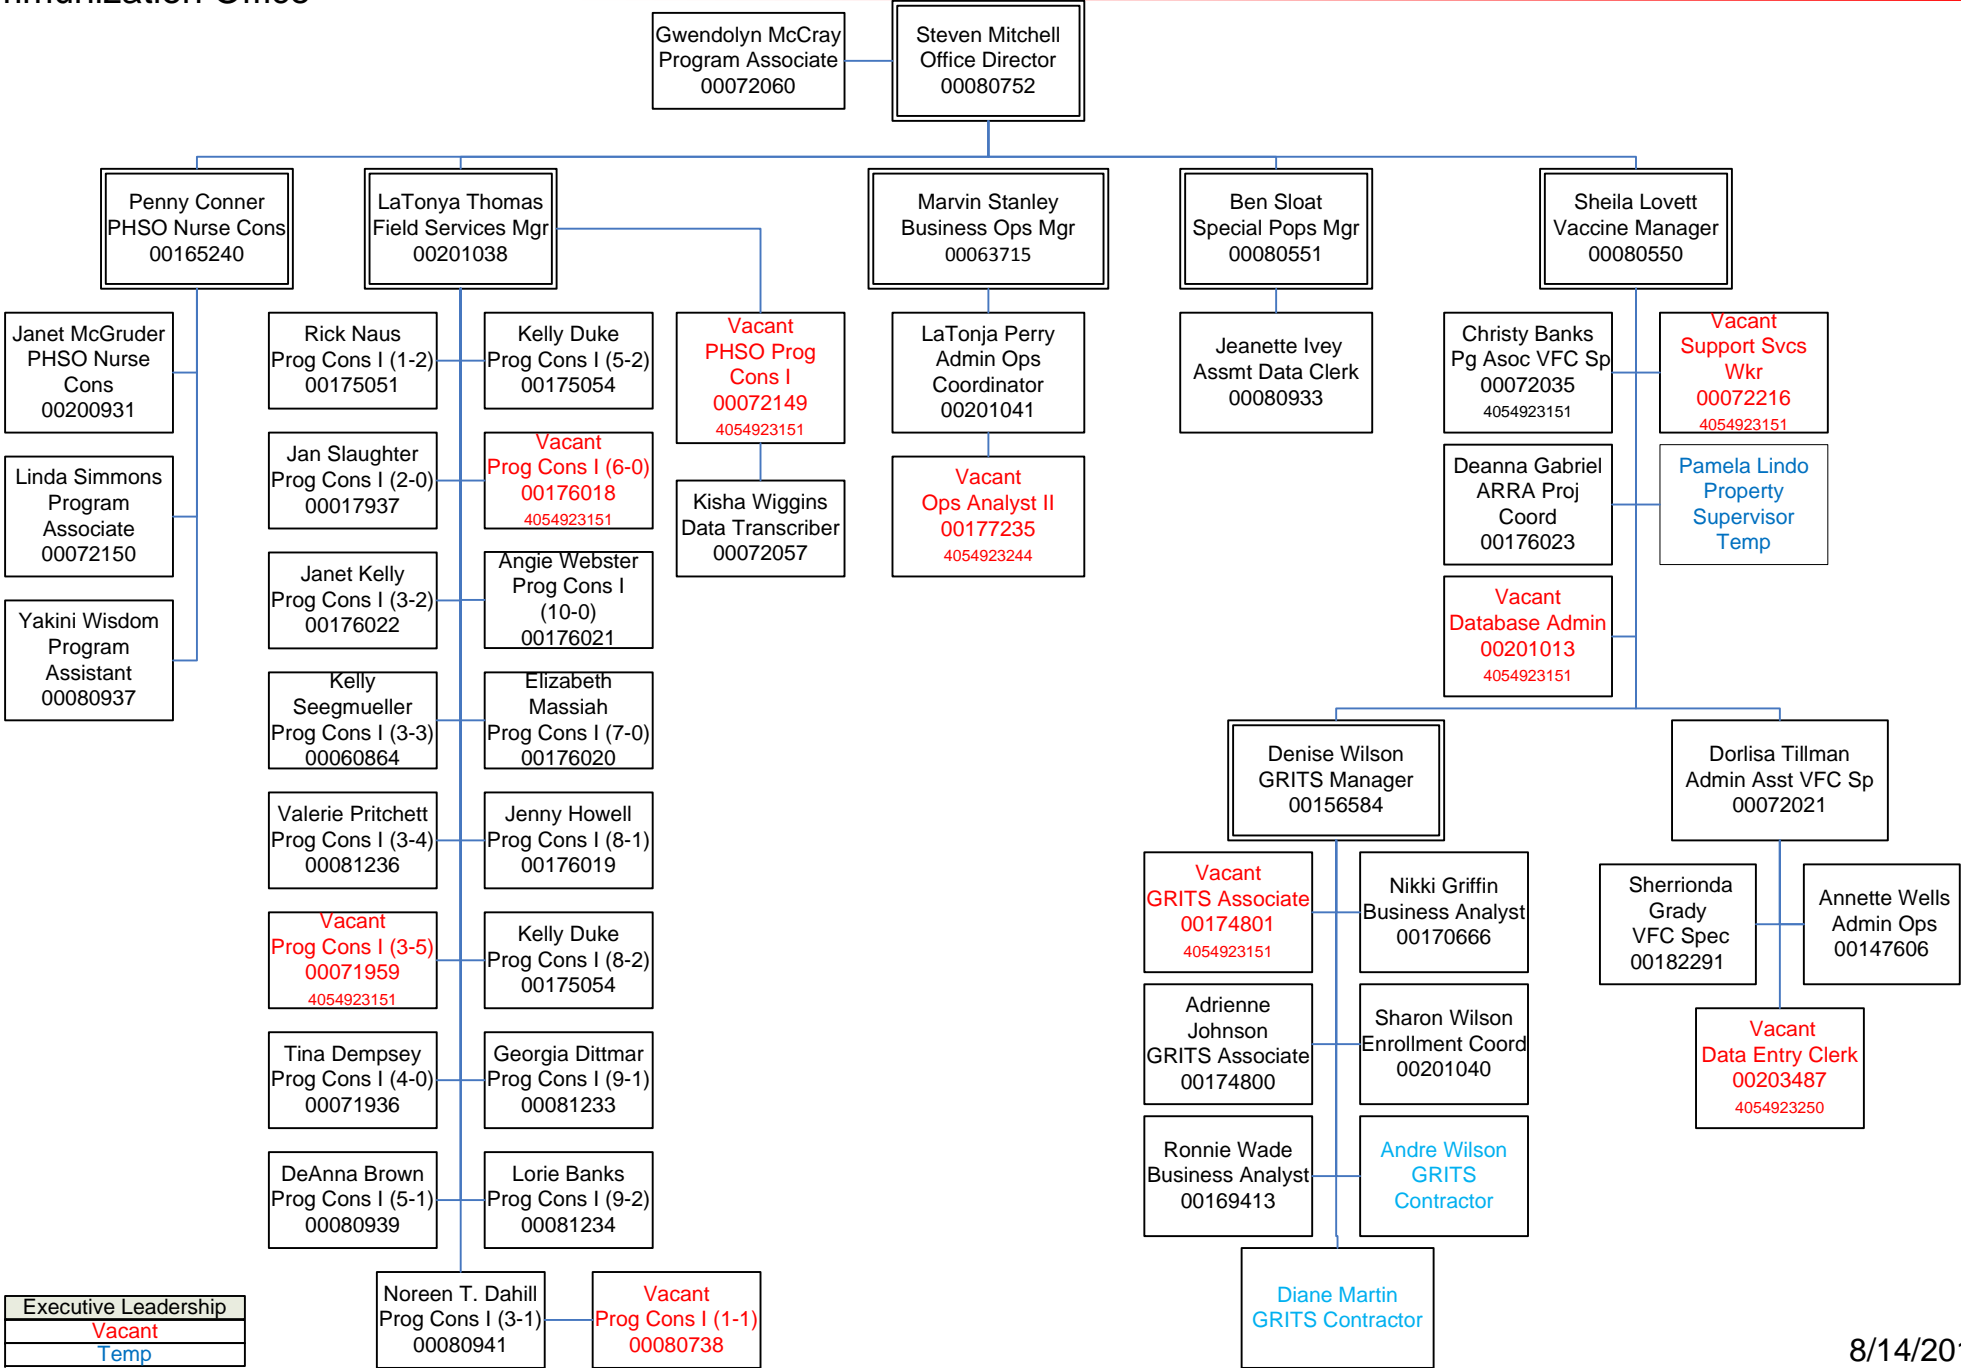 Office
Gwendolyn McCray
Program Associate
00072060
Steven Mitchell
Office Director
00080752
Penny Conner
PHSO Nurse Cons
00165240
LaTonya Thomas
Field Services Mgr
00201038
Marvin Stanley
Business Ops Mgr
00063715
Ben Sloat
Special Pops Mgr
00080551
Sheila Lovett
Vaccine Manager
00080550
Janet McGruder
PHSO Nurse
Cons
00200931
Linda Simmons
Program
Associate
00072150
Yakini Wisdom
Program
Assistant
00080937
Rick Naus
Prog Cons I (1-2)
00175051
Kelly Duke
Prog Cons I (5-2)
00175054
Jan Slaughter
Prog Cons I (2-0)
00017937
Vacant
Prog Cons I (6-0)
00176018
4054923151
Janet Kelly
Prog Cons I (3-2)
00176022
Angie Webster
Prog Cons I
(10-0)
00176021
Kelly
Seegmueller
Prog Cons I (3-3)
00060864
Elizabeth
Massiah
Prog Cons I (7-0)
00176020
Valerie Pritchett
Prog Cons I (3-4)
00081236
Jenny Howell
Prog Cons I (8-1)
00176019
Vacant
Prog Cons I (3-5)
00071959
4054923151
Kelly Duke
Prog Cons I (8-2)
00175054
Tina Dempsey
Prog Cons I (4-0)
00071936
Georgia Dittmar
Prog Cons I (9-1)
00081233
DeAnna Brown
Prog Cons I (5-1)
00080939
Lorie Banks
Prog Cons I (9-2)
00081234
Noreen T. Dahill
Prog Cons I (3-1)
00080941
Vacant
Prog Cons I (1-1)
00080738
Vacant
PHSO Prog
Cons I
00072149
4054923151
Kisha Wiggins
Data Transcriber
00072057
LaTonja Perry
Admin Ops
Coordinator
00201041
Vacant
Ops Analyst II
00177235
4054923244
Jeanette Ivey
Assmt Data Clerk
00080933
Christy Banks
Pg Asoc VFC Sp
00072035
4054923151
Vacant
Support Svcs
Wkr
00072216
4054923151
Deanna Gabriel
ARRA Proj
Coord
00176023
Pamela Lindo
Property
Supervisor
Temp
Vacant
Database Admin
00201013
4054923151
Denise Wilson
GRITS Manager
00156584
Dorlisa Tillman
Admin Asst VFC Sp
00072021
Vacant
GRITS Associate
00174801
4054923151
Nikki Griffin
Business Analyst
00170666
Adrienne
Johnson
GRITS Associate
00174800
Sharon Wilson
Enrollment Coord
00201040
Ronnie Wade
Business Analyst
00169413
Andre Wilson
GRITS
Contractor
Diane Martin
GRITS Contractor
Sherrionda
Grady
VFC Spec
00182291
Annette Wells
Admin Ops
00147606
Vacant
Data Entry Clerk
00203487
4054923250
Executive Leadership
Vacant
Temp
8/14/201